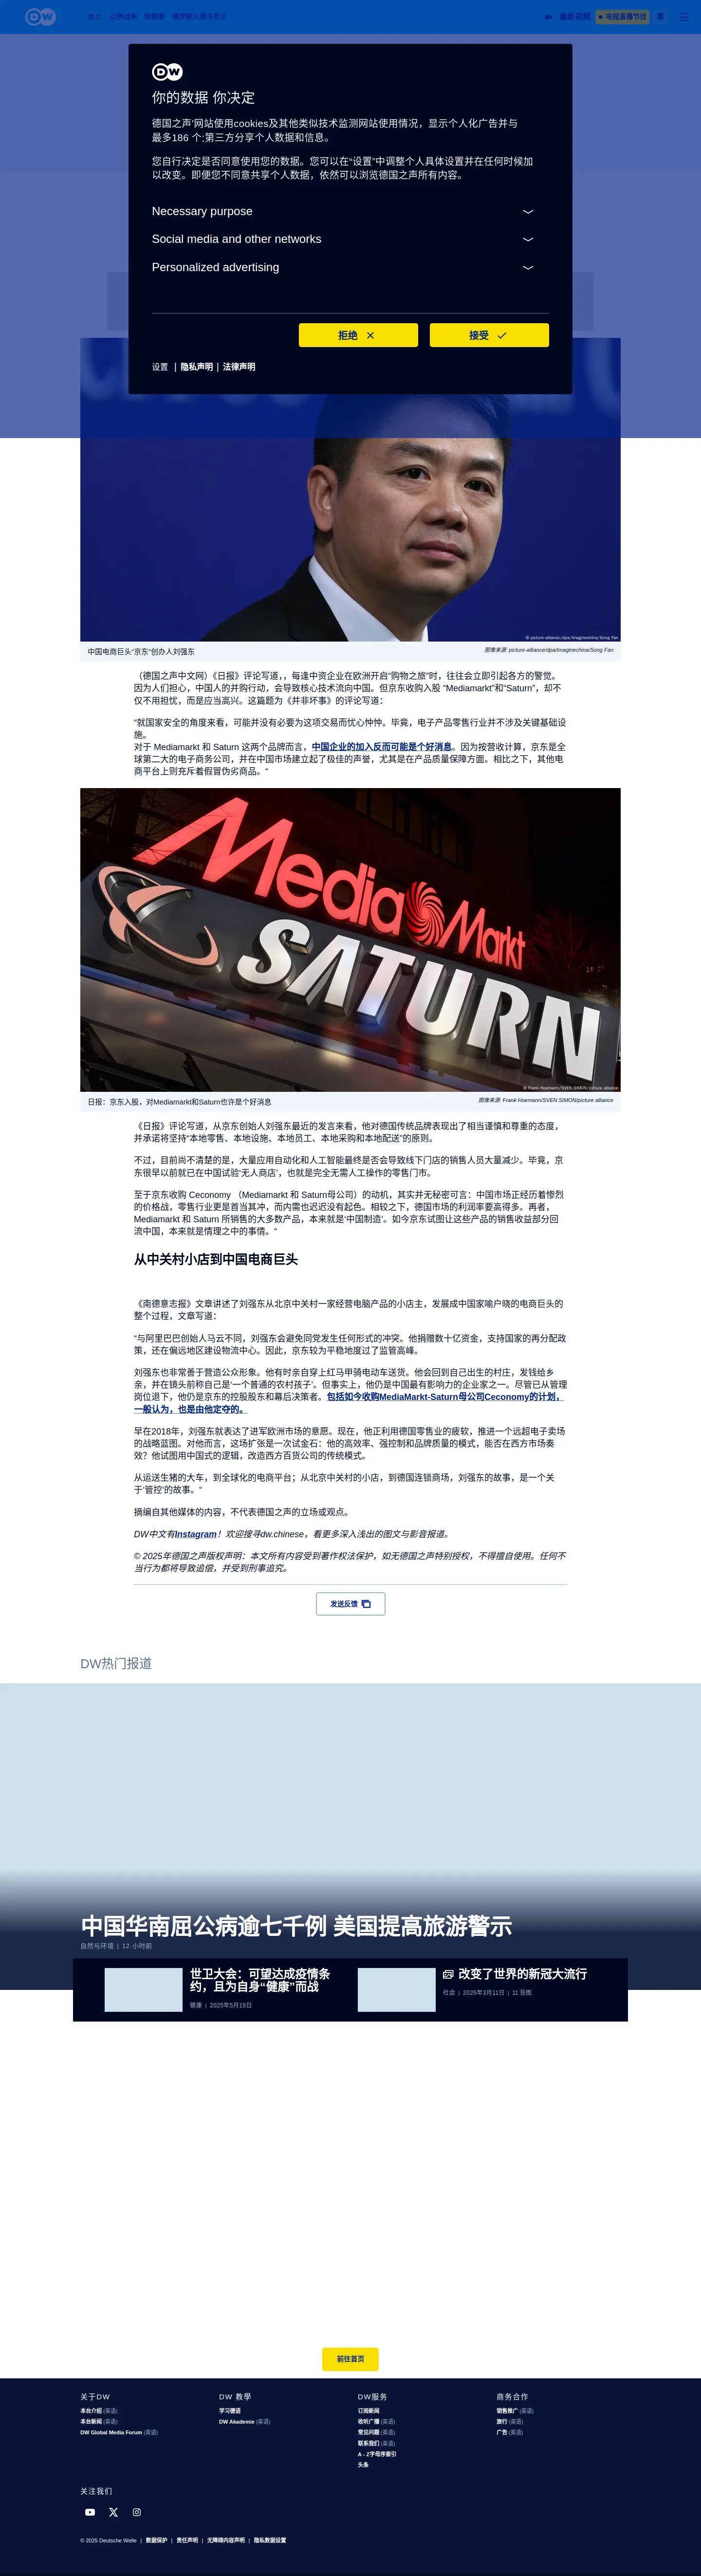 DW
焦点
以伊战争
特朗普
俄罗斯入侵乌克兰
最新视频
电视直播节目
DW
你的数据 你决定
德国之声'网站使用cookies及其他类似技术监测网站使用情况，显示个人化广告并与
最多186 个;第三方分享个人数据和信息。
您自行决定是否同意使用您的数据。您可以在“设置”中调整个人具体设置并在任何时候加
以改变。即便您不同意共享个人数据，依然可以浏览德国之声所有内容。
Necessary purpose
Social media and other networks
Personalized advertising
拒绝
接受
设置 | 隐私声明 | 法律声明
© picture alliance/dpa/Imaginechina/Song Fan
中国电商巨头“京东”创办人刘强东
图像来源: picture-alliance/dpa/Imaginechina/Song Fan
（德国之声中文网）《日报》评论写道，，每逢中资企业在欧洲开启“购物之旅”时，往往会立即引起各方的警觉。
因为人们担心，中国人的并购行动，会导致核心技术流向中国。但京东收购入股 “Mediamarkt”和“Saturn”，却不
仅不用担忧，而是应当高兴。这篇题为《并非坏事》的评论写道：
“就国家安全的角度来看，可能并没有必要为这项交易而忧心忡忡。毕竟，电子产品零售行业并不涉及关键基础设
施。
对于 Mediamarkt 和 Saturn 这两个品牌而言，中国企业的加入反而可能是个好消息。因为按营收计算，京东是全
球第二大的电子商务公司，并在中国市场建立起了极佳的声誉，尤其是在产品质量保障方面。相比之下，其他电
商平台上则充斥着假冒伪劣商品。”
Media Markt
SATURN
© Frank Hoemann/SVEN SIMON/picture alliance
日报：京东入股，对Mediamarkt和Saturn也许是个好消息
图像来源: Frank Hoemann/SVEN SIMON/picture alliance
《日报》评论写道，从京东创始人刘强东最近的发言来看，他对德国传统品牌表现出了相当谨慎和尊重的态度，
并承诺将坚持“本地零售、本地设施、本地员工、本地采购和本地配送”的原则。
不过，目前尚不清楚的是，大量应用自动化和人工智能最终是否会导致线下门店的销售人员大量减少。毕竟，京
东很早以前就已在中国试验‘无人商店’，也就是完全无需人工操作的零售门市。
至于京东收购 Ceconomy （Mediamarkt 和 Saturn母公司）的动机，其实并无秘密可言：中国市场正经历着惨烈
的价格战，零售行业更是首当其冲，而内需也迟迟没有起色。相较之下，德国市场的利润率要高得多。再者，
Mediamarkt 和 Saturn 所销售的大多数产品，本来就是‘中国制造’。如今京东试图让这些产品的销售收益部分回
流中国，本来就是情理之中的事情。“
从中关村小店到中国电商巨头
《南德意志报》文章讲述了刘强东从北京中关村一家经营电脑产品的小店主，发展成中国家喻户晓的电商巨头的
整个过程，文章写道：
“与阿里巴巴创始人马云不同，刘强东会避免同党发生任何形式的冲突。他捐赠数十亿资金，支持国家的再分配政
策，还在偏远地区建设物流中心。因此，京东较为平稳地度过了监管高峰。
刘强东也非常善于营造公众形象。他有时亲自穿上红马甲骑电动车送货。他会回到自己出生的村庄，发钱给乡
亲，并在镜头前称自己是‘一个普通的农村孩子’。但事实上，他仍是中国最有影响力的企业家之一。尽管已从管理
岗位退下，他仍是京东的控股股东和幕后决策者。包括如今收购MediaMarkt-Saturn母公司Ceconomy的计划，
一般认为，也是由他定夺的。
早在2018年，刘强东就表达了进军欧洲市场的意愿。现在，他正利用德国零售业的疲软，推进一个远超电子卖场
的战略蓝图。对他而言，这场扩张是一次试金石：他的高效率、强控制和品牌质量的模式，能否在西方市场奏
效？他试图用中国式的逻辑，改造西方百货公司的传统模式。
从运送生猪的大车，到全球化的电商平台；从北京中关村的小店，到德国连锁商场，刘强东的故事，是一个关
于‘管控’的故事。”
摘编自其他媒体的内容，不代表德国之声的立场或观点。
DW中文有Instagram！欢迎搜寻dw.chinese，看更多深入浅出的图文与影音报道。
© 2025年德国之声版权声明：本文所有内容受到著作权法保护，如无德国之声特别授权，不得擅自使用。任何不
当行为都将导致追偿，并受到刑事追究。
发送反馈
DW热门报道
中国华南屈公病逾七千例 美国提高旅游警示
自然与环境 | 12 小时前
世卫大会：可望达成疫情条
约，且为自身“健康”而战
健康 | 2025年5月19日
改变了世界的新冠大流行
社会 | 2025年3月11日 | 11 张图
前往首页
关于DW
本台介绍 (英语)
本台新闻 (英语)
DW Global Media Forum (英语)
DW 教學
学习德语
DW Akademie (英语)
DW服务
订阅新闻
收听广播 (英语)
常见问题 (英语)
联系我们 (英语)
A - Z字母序索引
头条
商务合作
销售推广 (英语)
旅行 (英语)
广告 (英语)
关注我们
© 2025 Deutsche Welle | 数据保护 | 责任声明 | 无障碍内容声明 | 隐私数据设置